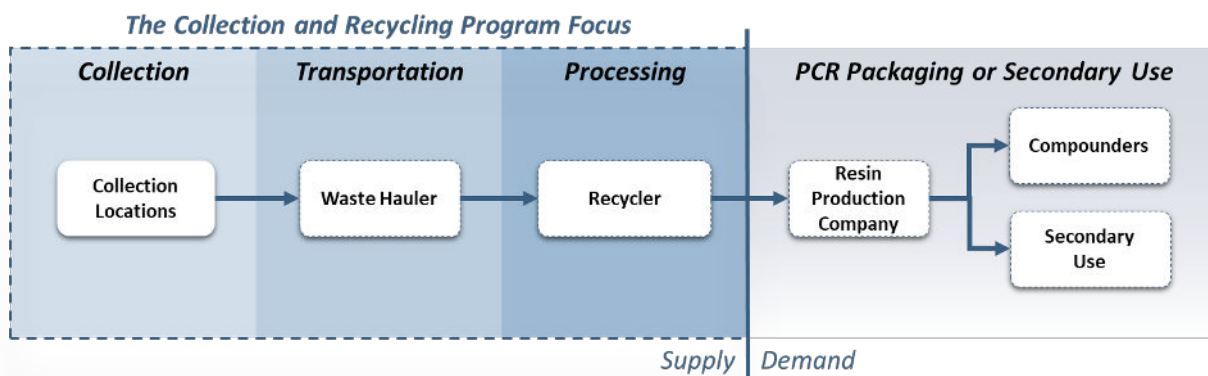 The Collection and Recycling Program Focus
Collection
Transportation
Processing
PCR Packaging or Secondary Use
Collection
Locations
Waste Hauler
Recycler
Resin
Production
Company
Compounders
Secondary
Use
Supply
Demand